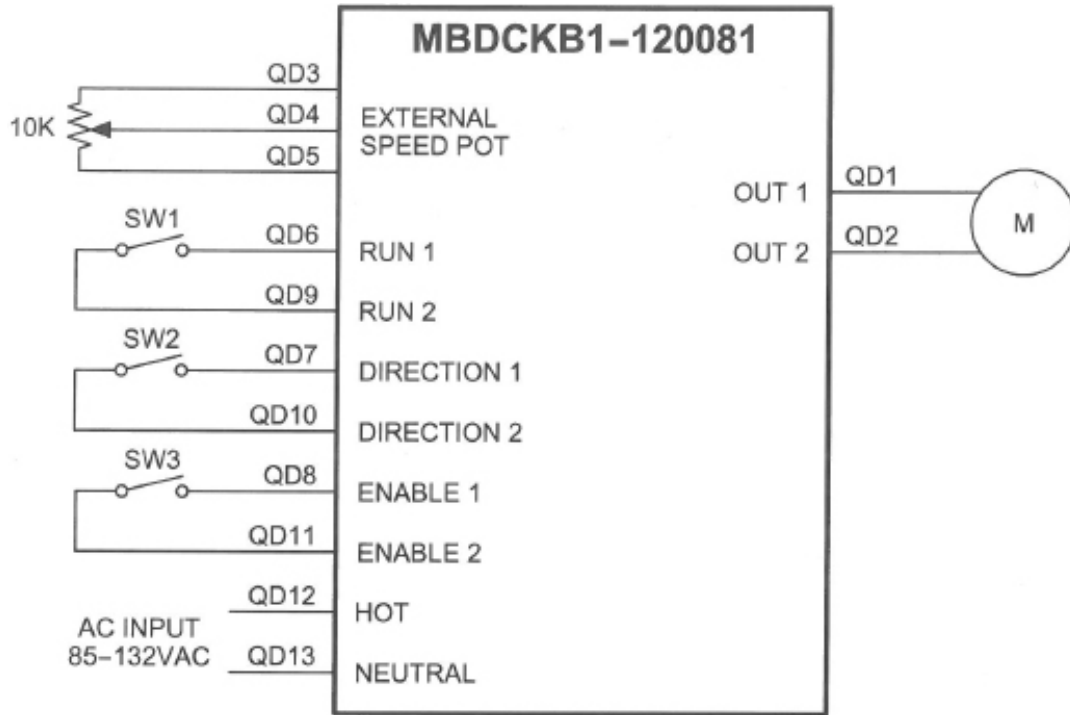 MBDCKB1-120081
QD3
10K
QD4
QD5
EXTERNAL
SPEED POT
SW1
QD6
RUN 1
QD9
RUN 2
SW2
QD7
DIRECTION 1
QD10
DIRECTION 2
SW3
QD8
ENABLE 1
QD11
ENABLE 2
QD12
HOT
AC INPUT
85-132VAC
QD13
NEUTRAL
OUT 1
QD1
OUT 2
QD2
M